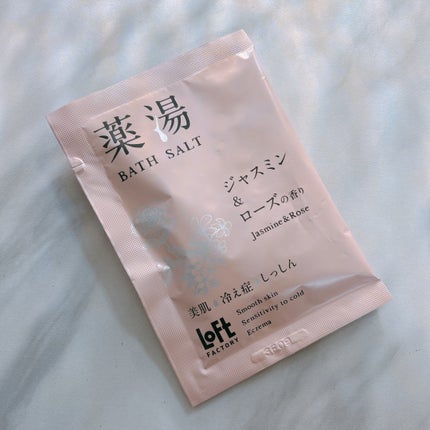 薬湯
BATH SALT
ジャスミン
&
ローズの香り
Jasmine&Rose
美肌 冷え症 しっしん
Smooth skin
Sensitivity to cold
Eczema
LOFt
FACTORY